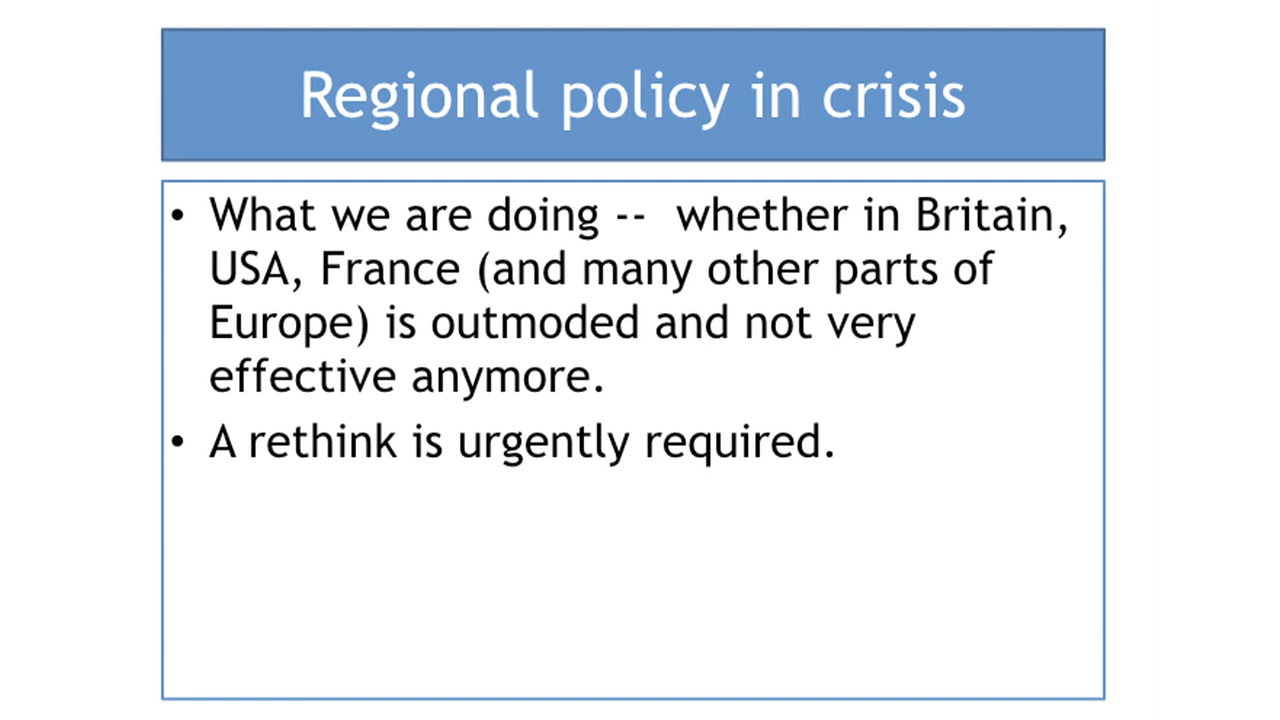 Regional policy in crisis
• What we are doing --  whether in Britain,
USA, France (and many other parts of
Europe) is outmoded and not very
effective anymore.
• A rethink is urgently required.